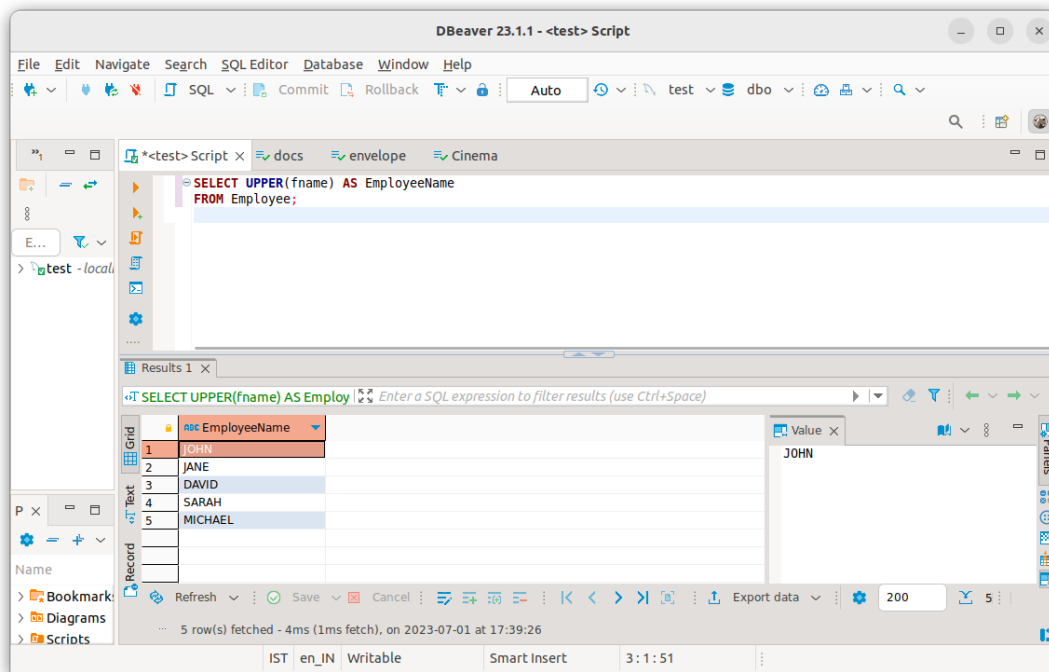 DBeaver 23.1.1 - <test> Script
File Edit Navigate Search SQL Editor Database Window Help
SQL Commit Rollback Auto test dbo
»1
*<test> Script docs envelope Cinema
SELECT UPPER(fname) AS EmployeeName
FROM Employee;
E...
test - locall
Results 1
SELECT UPPER(fname) AS Employ Enter a SQL expression to filter results (use Ctrl+Space)
Grid
Text
Record
ABC EmployeeName
1 JOHN
2 JANE
3 DAVID
4 SARAH
5 MICHAEL
Value
JOHN
Panels
P
Name
Bookmarks
Diagrams
Scripts
Refresh Save Cancel Export data 200 5
... 5 row(s) fetched - 4ms (1ms fetch), on 2023-07-01 at 17:39:26
IST en_IN Writable Smart Insert 3 : 1 : 51